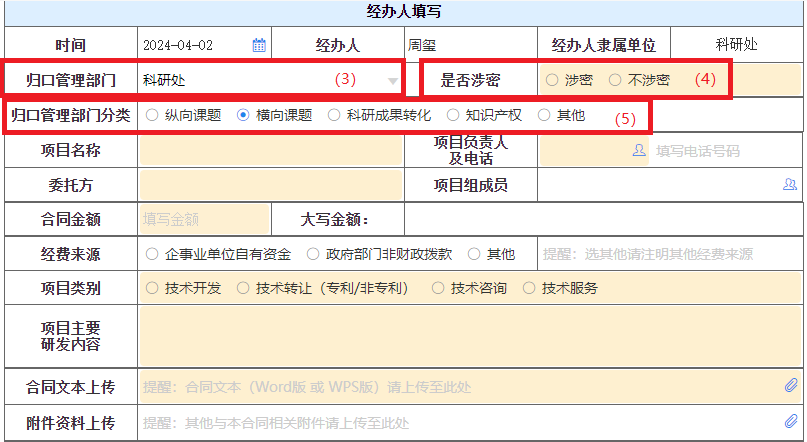 经办人填写
时间 2024-04-02 经办人 周玺 经办人隶属单位 科研处
归口管理部门 科研处 (3) 是否涉密 涉密 不涉密 (4)
归口管理部门分类 纵向课题 横向课题 科研成果转化 知识产权 其他 (5)
项目名称 项目负责人
及电话 填写电话号码
委托方 项目组成员
合同金额 填写金额 大写金额：
经费来源 企事业单位自有资金 政府部门非财政拨款 其他 提醒：选其他请注明其他经费来源
项目类别 技术开发 技术转让（专利/非专利） 技术咨询 技术服务
项目主要
研发内容
合同文本上传 提醒：合同文本（Word版 或 WPS版）请上传至此处
附件资料上传 提醒：其他与本合同相关附件请上传至此处